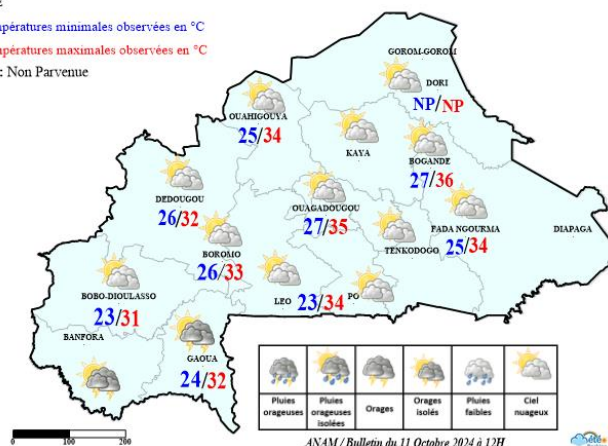 températures minimales observées en °C
températures maximales observées en °C
: Non Parvenue
GOROM-GOROM
DORI
NP/NP
OUAHIGOUYA
25/34
KAYA
BOGANDE
27/36
DEDOUGOU
26/32
OUAGADOUGOU
27/35
FADA NGOURMA
25/34
DIAPAGA
TENKODOGO
BOROMO
26/33
BOBO-DIOULASSO
23/31
LEO 23/34
PO
BANFORA
GAOUA
24/32
Pluies orageuses
Pluies orageuses isolées
Orages
Orages isolés
Pluies faibles
Ciel nuageux
0 100 200
ANAM / Bulletin du 11 Octobre 2024 à 12H